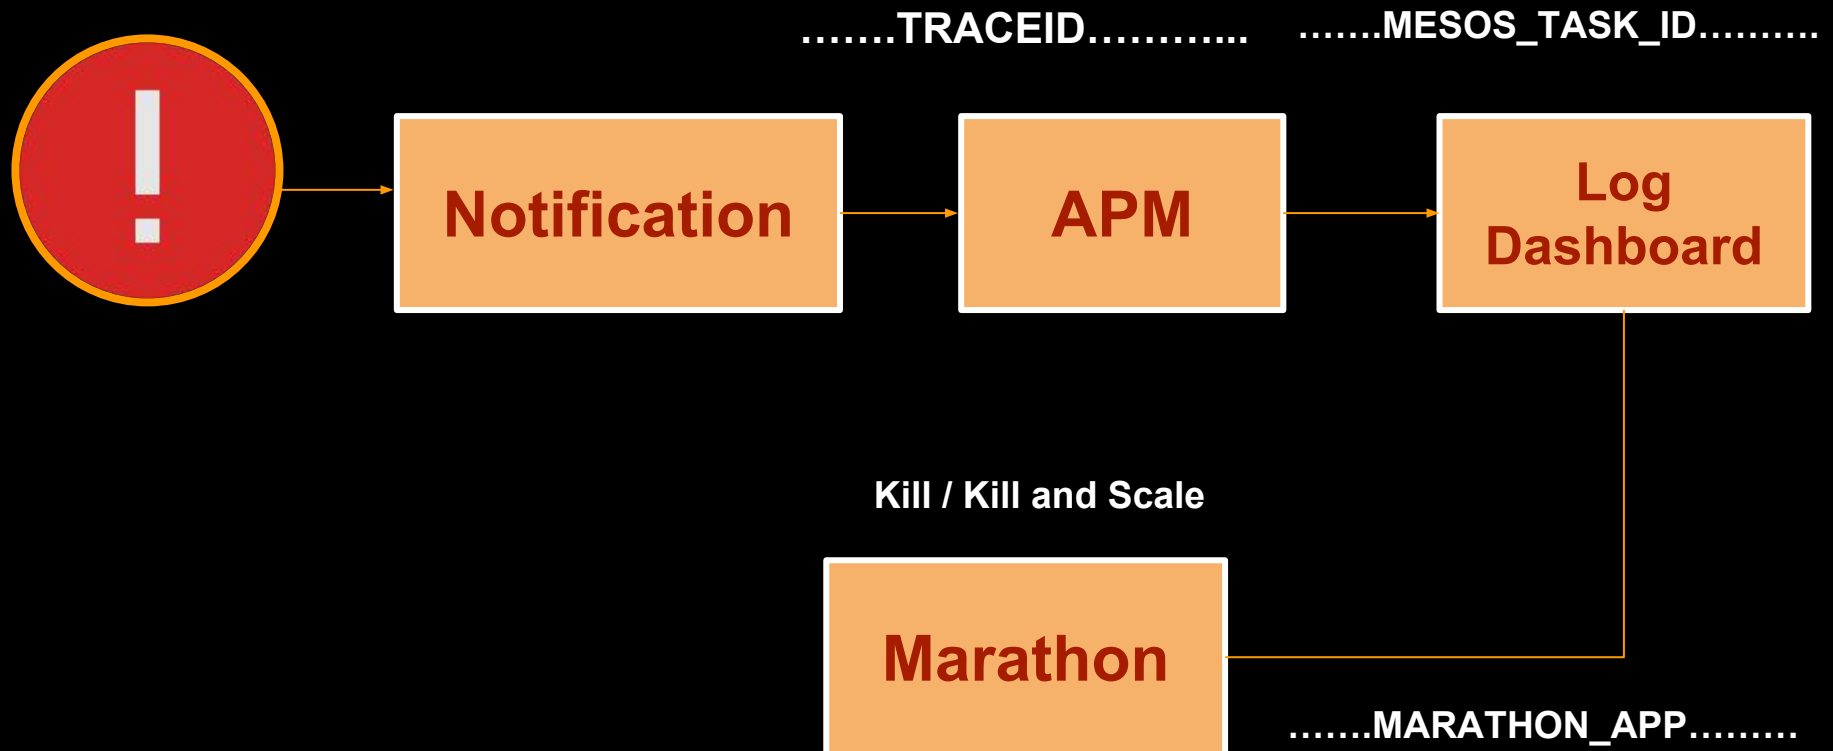 …….TRACEID………...
…….MESOS_TASK_ID……….
!
Notification
APM
Log
Dashboard
Kill / Kill and Scale
Marathon
…….MARATHON_APP………